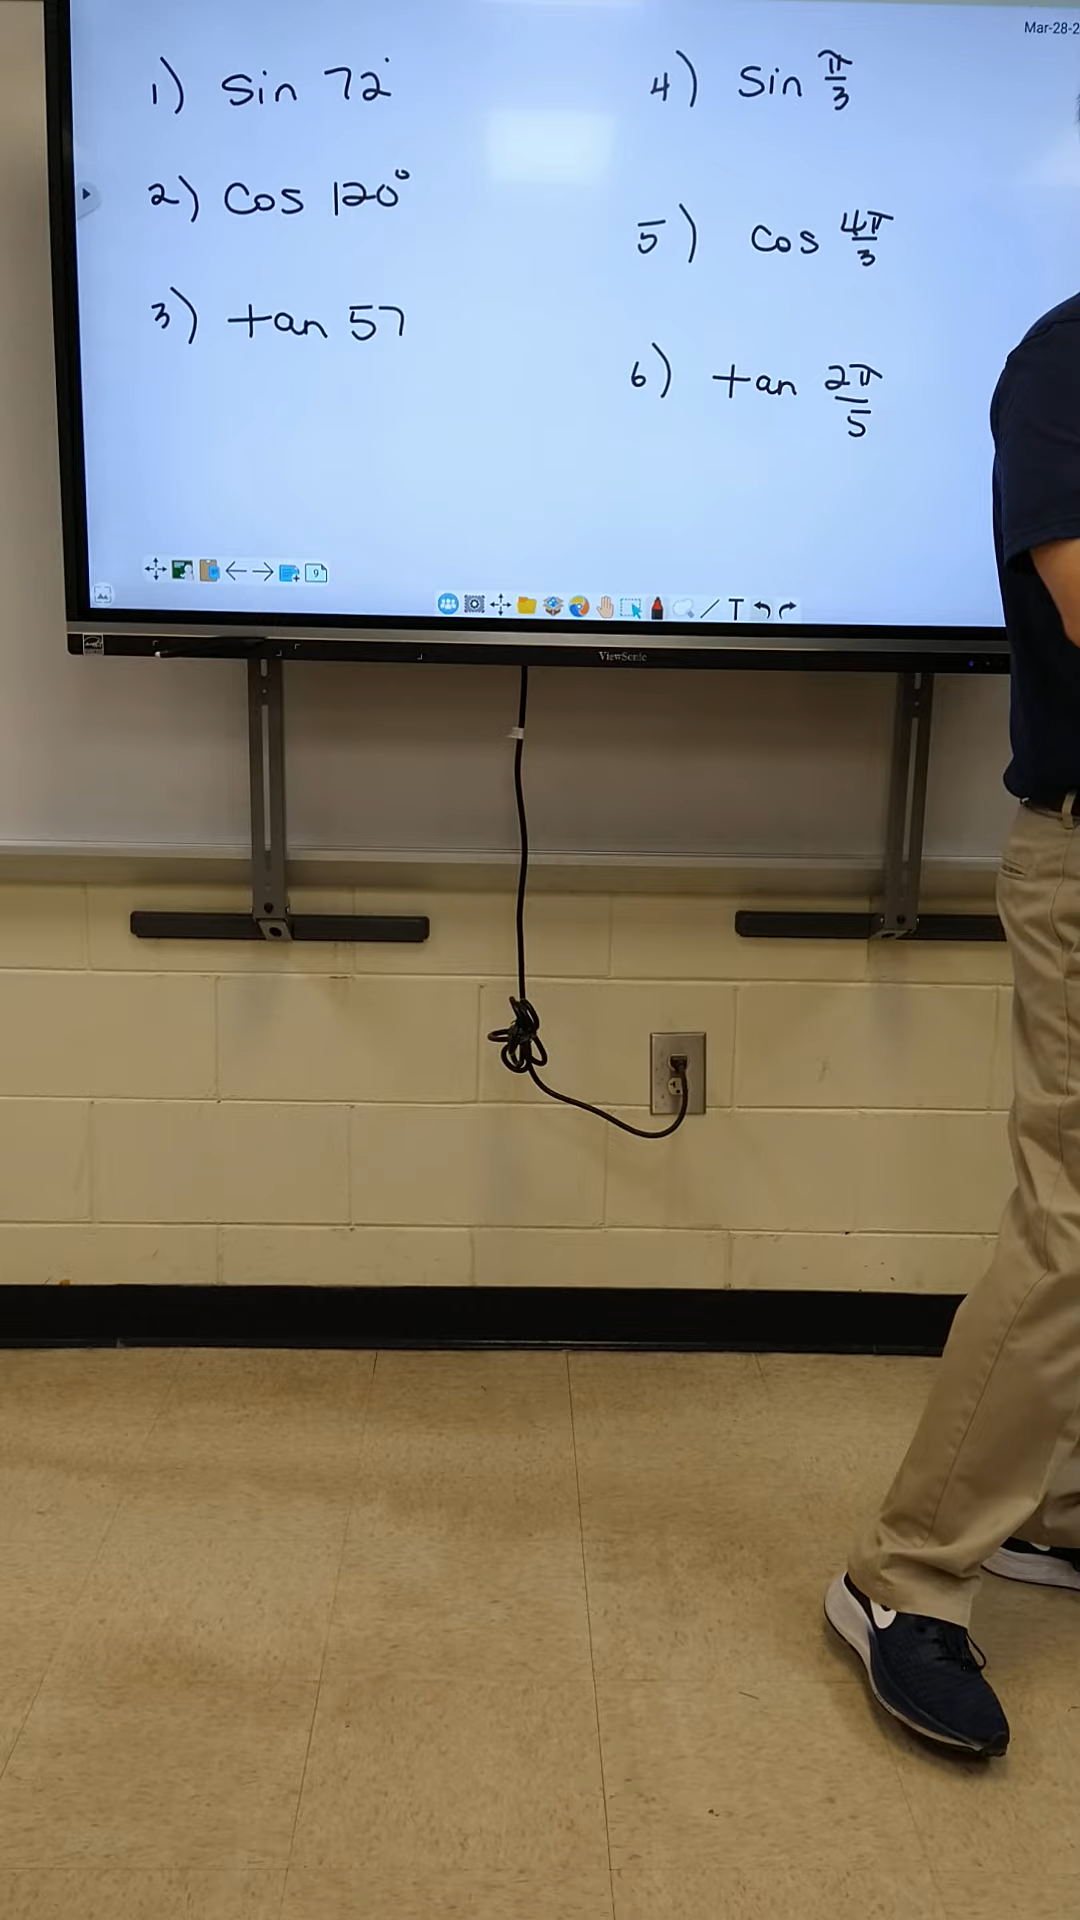 Mar-28-2
1) Sin 72°
2) Cos 120°
3) tan 57
4) Sin π/3
5) Cos 4π/3
6) tan 2π/5
9
T
ViewSonic